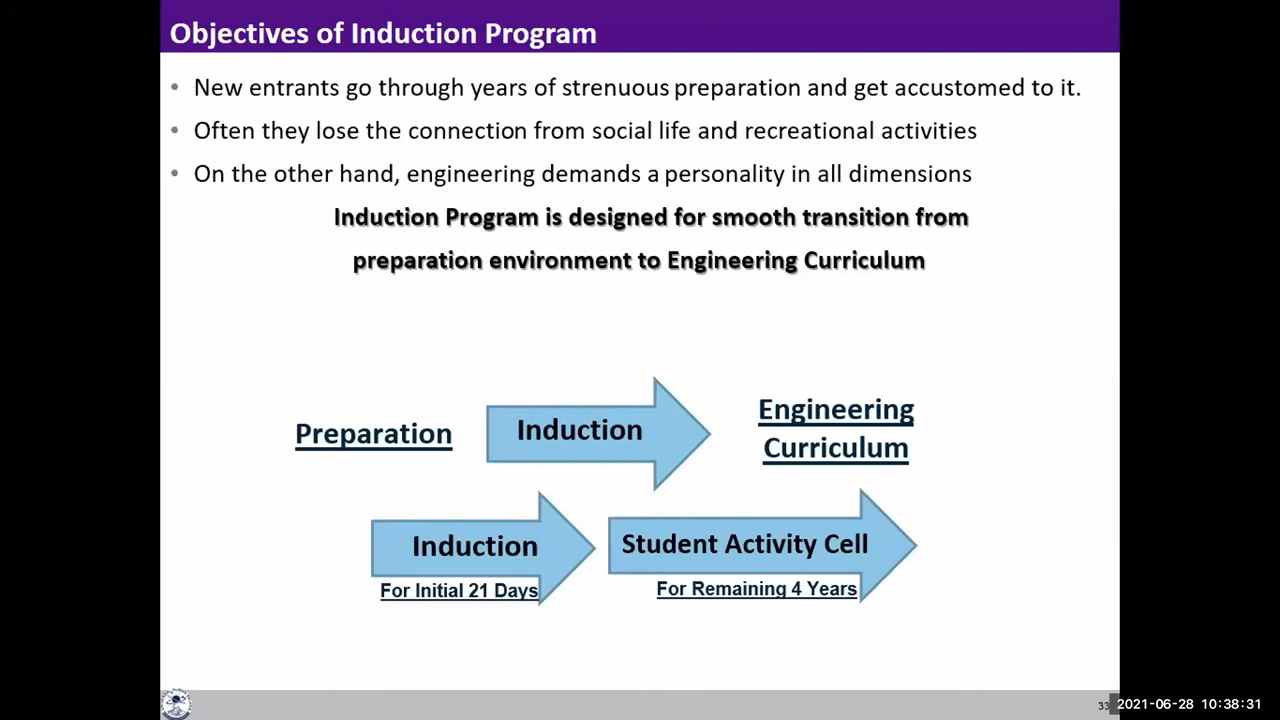 Objectives of Induction Program
• New entrants go through years of strenuous preparation and get accustomed to it.
• Often they lose the connection from social life and recreational activities
• On the other hand, engineering demands a personality in all dimensions
Induction Program is designed for smooth transition from
preparation environment to Engineering Curriculum
Preparation
Induction
Engineering
Curriculum
Induction
For Initial 21 Days
Student Activity Cell
For Remaining 4 Years
33
2021-06-28 10:38:31